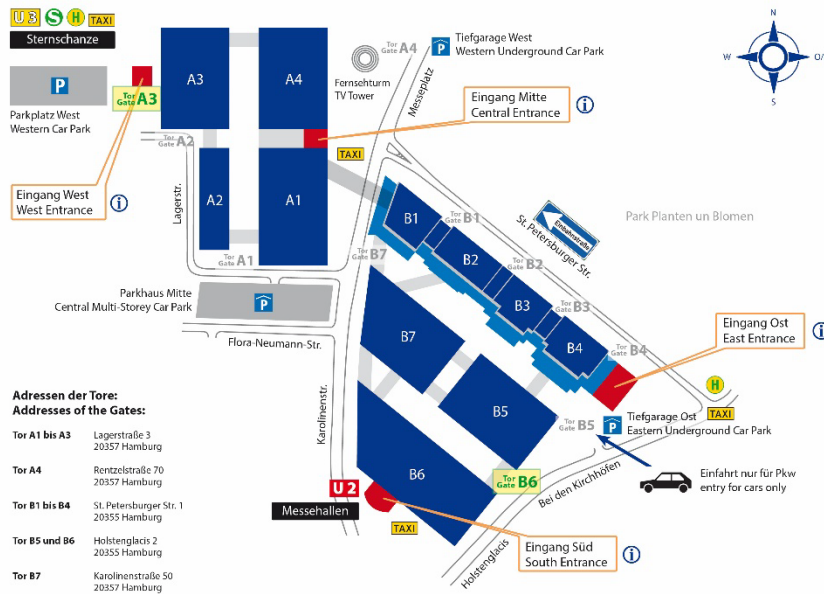 U3 S H TAXI
Sternschanze
P
Parkplatz West
Western Car Park
Tor
Gate A3
A3
A4
Tor
Gate A4
Fernsehturm
TV Tower
Messeplatz
P
Tiefgarage West
Western Underground Car Park
N
W
O/
S
Eingang Mitte
Central Entrance
i
TAXI
Tor
Gate A2
Eingang West
West Entrance
i
Lagerstr.
A2
A1
Tor
Gate A1
B1
Tor
Gate B1
B2
Tor
Gate B2
B3
Tor
Gate B3
B4
Tor
Gate B4
Einbahnstraße
St. Petersburger Str.
Park Planten un Blomen
Tor
Gate B7
Parkhaus Mitte
Central Multi-Storey Car Park
P
Flora-Neumann-Str.
Karolinenstr.
B7
B5
B6
Eingang Ost
East Entrance
i
H
TAXI
Tor
Gate B5
P
Tiefgarage Ost
Eastern Underground Car Park
Einfahrt nur für Pkw
entry for cars only
Tor
Gate B6
Bei den Kirchhöfen
Holstenglacis
U2
Messehallen
TAXI
Eingang Süd
South Entrance
i
Adressen der Tore:
Addresses of the Gates:
Tor A1 bis A3 Lagerstraße 3
20357 Hamburg
Tor A4 Rentzelstraße 70
20357 Hamburg
Tor B1 bis B4 St. Petersburger Str. 1
20355 Hamburg
Tor B5 und B6 Holstenglacis 2
20355 Hamburg
Tor B7 Karolinenstraße 50
20357 Hamburg